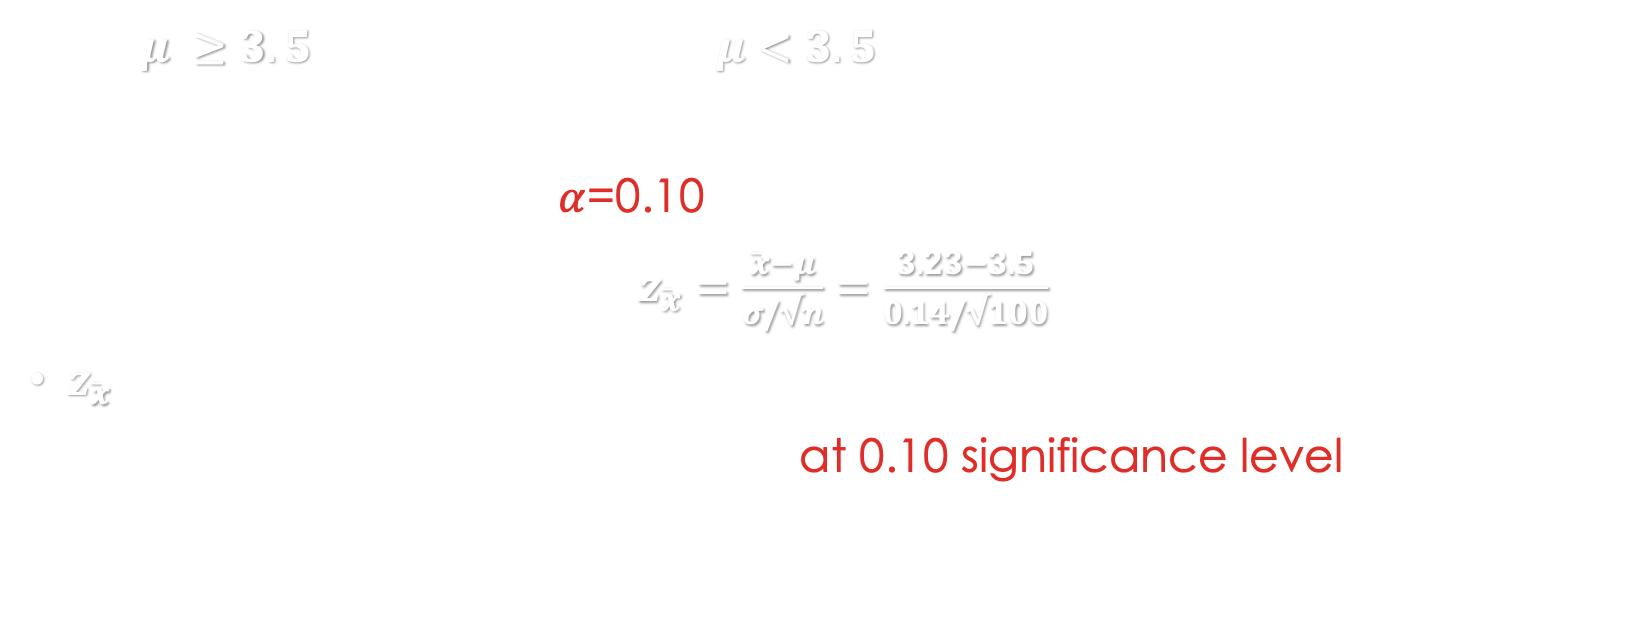 μ ≥ 3.5 μ < 3.5
α=0.10
z_x̄ = (x̄−μ)/(σ/√n) = (3.23−3.5)/(0.14/√100)
• z_x̄
at 0.10 significance level